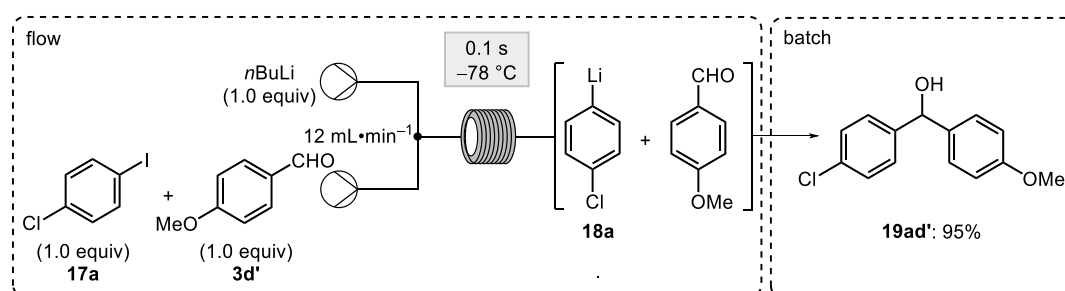 flow
batch
nBuLi
(1.0 equiv)
0.1 s
−78 °C
12 mL•min⁻¹
I
Cl
(1.0 equiv)
17a
+
CHO
MeO
(1.0 equiv)
3d'
Li
Cl
18a
+
CHO
OMe
OH
Cl
OMe
19ad': 95%